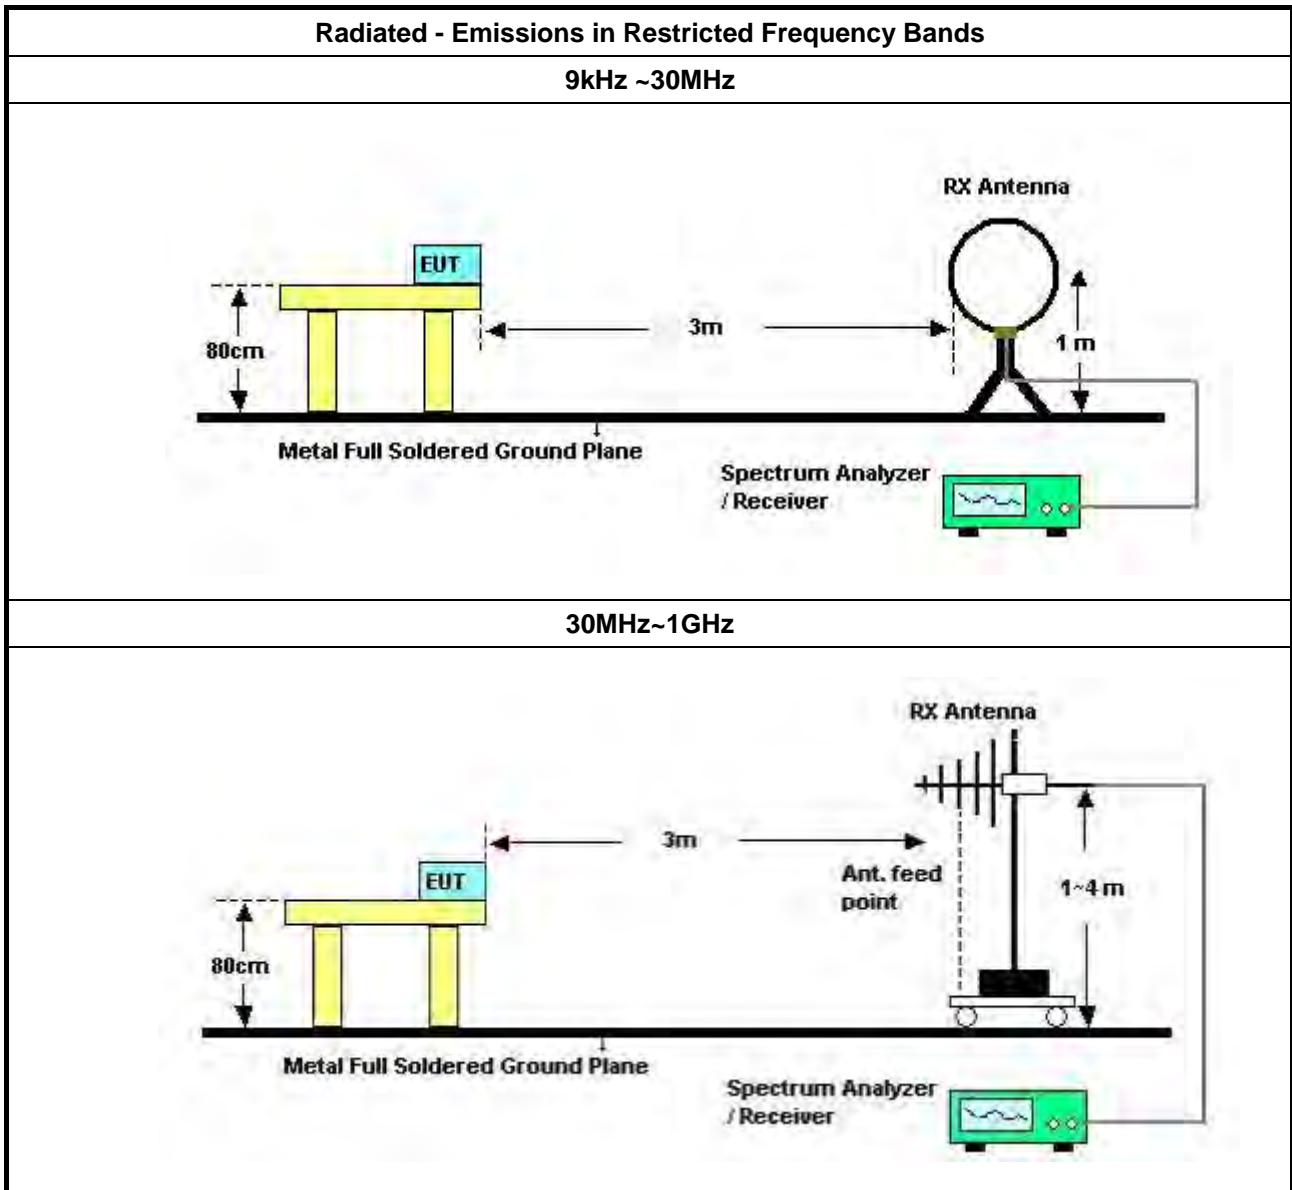 Radiated - Emissions in Restricted Frequency Bands
9kHz ~30MHz
RX Antenna
EUT
3m
80cm
1 m
Metal Full Soldered Ground Plane
Spectrum Analyzer
/ Receiver
30MHz~1GHz
RX Antenna
3m
EUT
Ant. feed
point
1~4 m
80cm
Metal Full Soldered Ground Plane
Spectrum Analyzer
/ Receiver